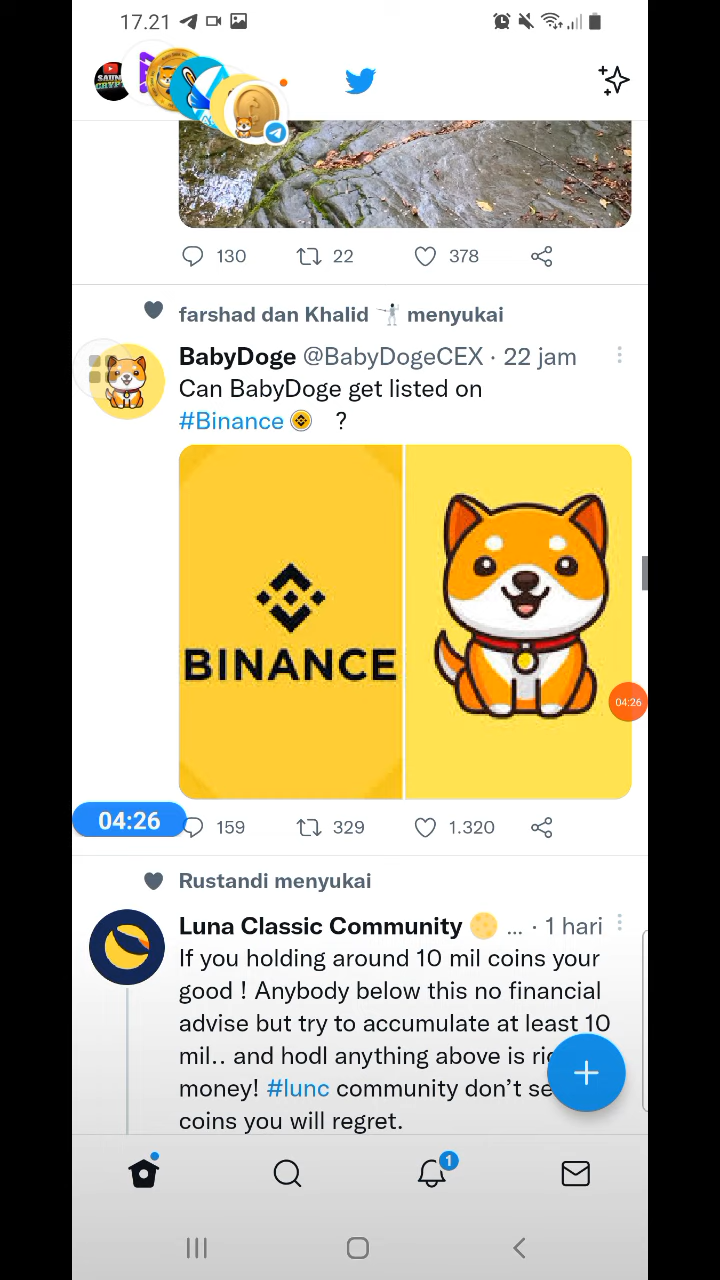 17.21
SAUN
CRYPT
130 22 378
farshad dan Khalid menyukai
BabyDoge @BabyDogeCEX · 22 jam
Can BabyDoge get listed on
#Binance ?
BINANCE
04:26
04:26
159 329 1.320
Rustandi menyukai
Luna Classic Community ... · 1 hari
If you holding around 10 mil coins your
good ! Anybody below this no financial
advise but try to accumulate at least 10
mil.. and hodl anything above is
money! #lunc community don't
coins you will regret.
1